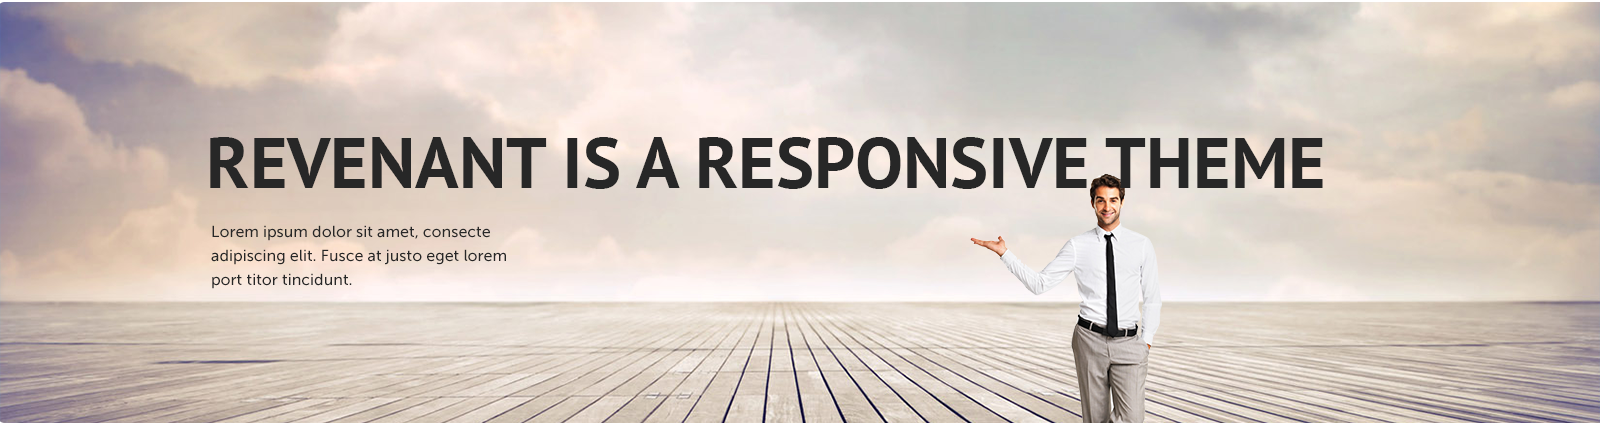 REVENANT IS A RESPONSIVE THEME
Lorem ipsum dolor sit amet, consecte
adipiscing elit. Fusce at justo eget lorem
port titor tincidunt.